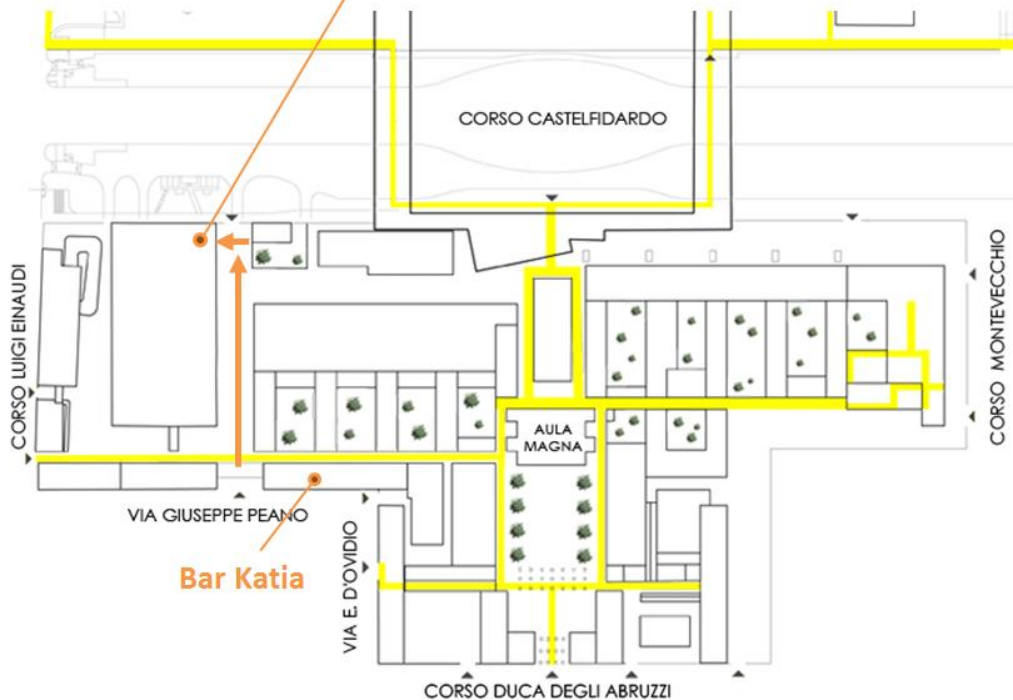 CORSO CASTELFIDARDO
CORSO LUIGI EINAUDI
CORSO MONTEVECCHIO
AULA
MAGNA
VIA GIUSEPPE PEANO
Bar Katia
VIA E. D'OVIDIO
CORSO DUCA DEGLI ABRUZZI